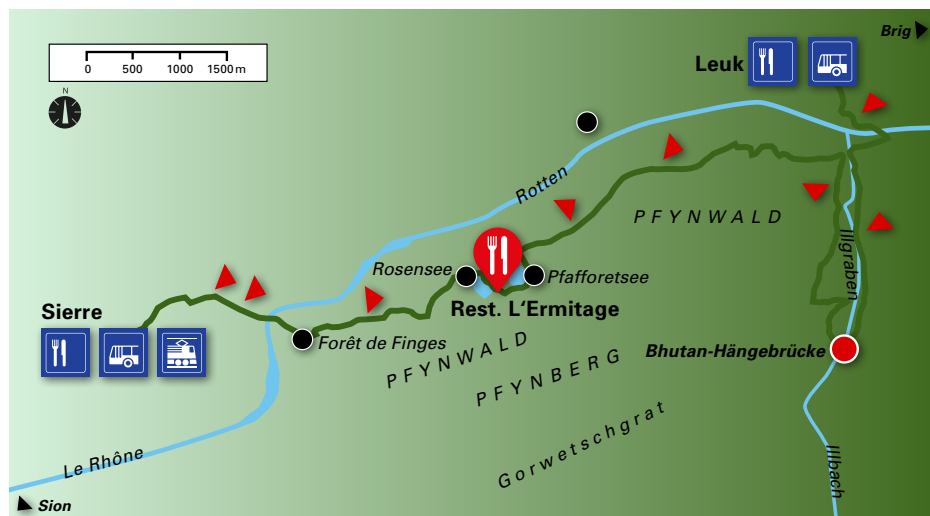 Brig
0 500 1000 1500 m
N
Leuk
Rotten
PFYNWALD
Illgraben
Rosensee
Pfafforetsee
Rest. L‘Ermitage
Sierre
Forêt de Finges
PFYNWALD
PFYNBERG
Bhutan-Hängebrücke
Gorwetschgrat
Le Rhône
Illbach
Sion